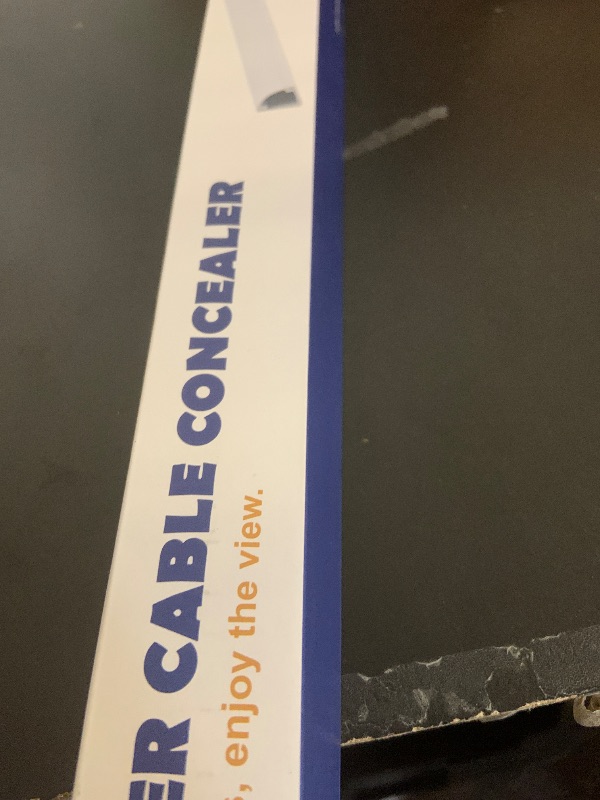 ER CABLE CONCEALER
, enjoy the view.